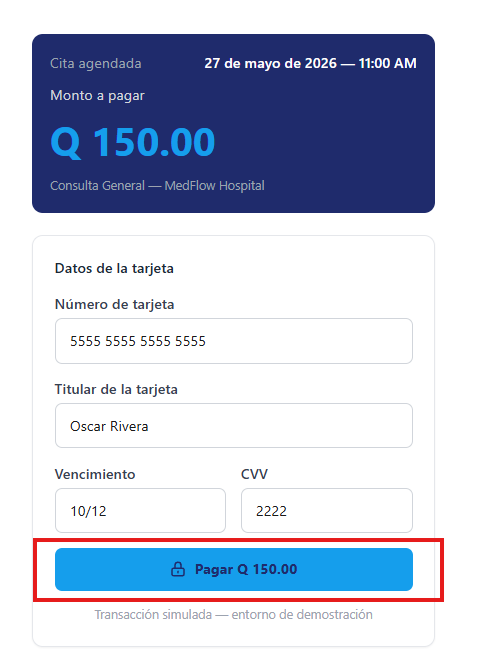 Cita agendada 27 de mayo de 2026 — 11:00 AM
Monto a pagar
Q 150.00
Consulta General — MedFlow Hospital
Datos de la tarjeta
Número de tarjeta
5555 5555 5555 5555
Titular de la tarjeta
Oscar Rivera
Vencimiento CVV
10/12 2222
Pagar Q 150.00
Transacción simulada — entorno de demostración